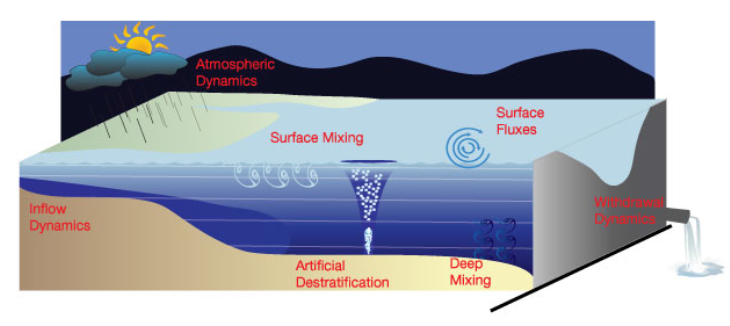 Atmospheric
Dynamics
Surface
Fluxes
Surface Mixing
Inflow
Dynamics
Withdrawal
Dynamics
Artificial
Destratification
Deep
Mixing